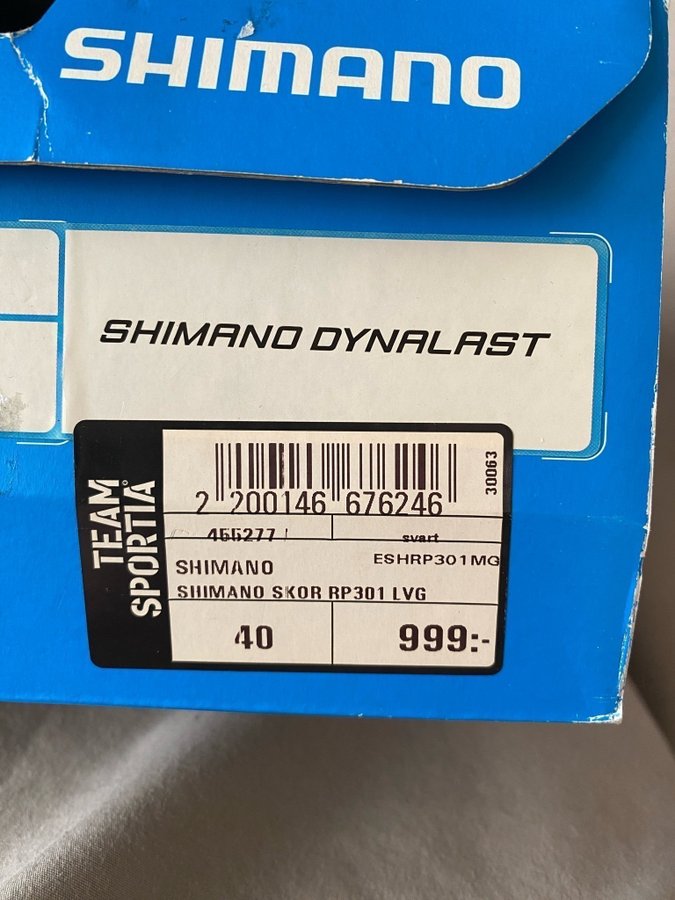 SHIMANO
SHIMANO DYNALAST
TEAM
SPORTIA
2 200146 676246
30063
455277
svart
SHIMANO
ESHRP301MG
SHIMANO SKOR RP301 LVG
40
999:-